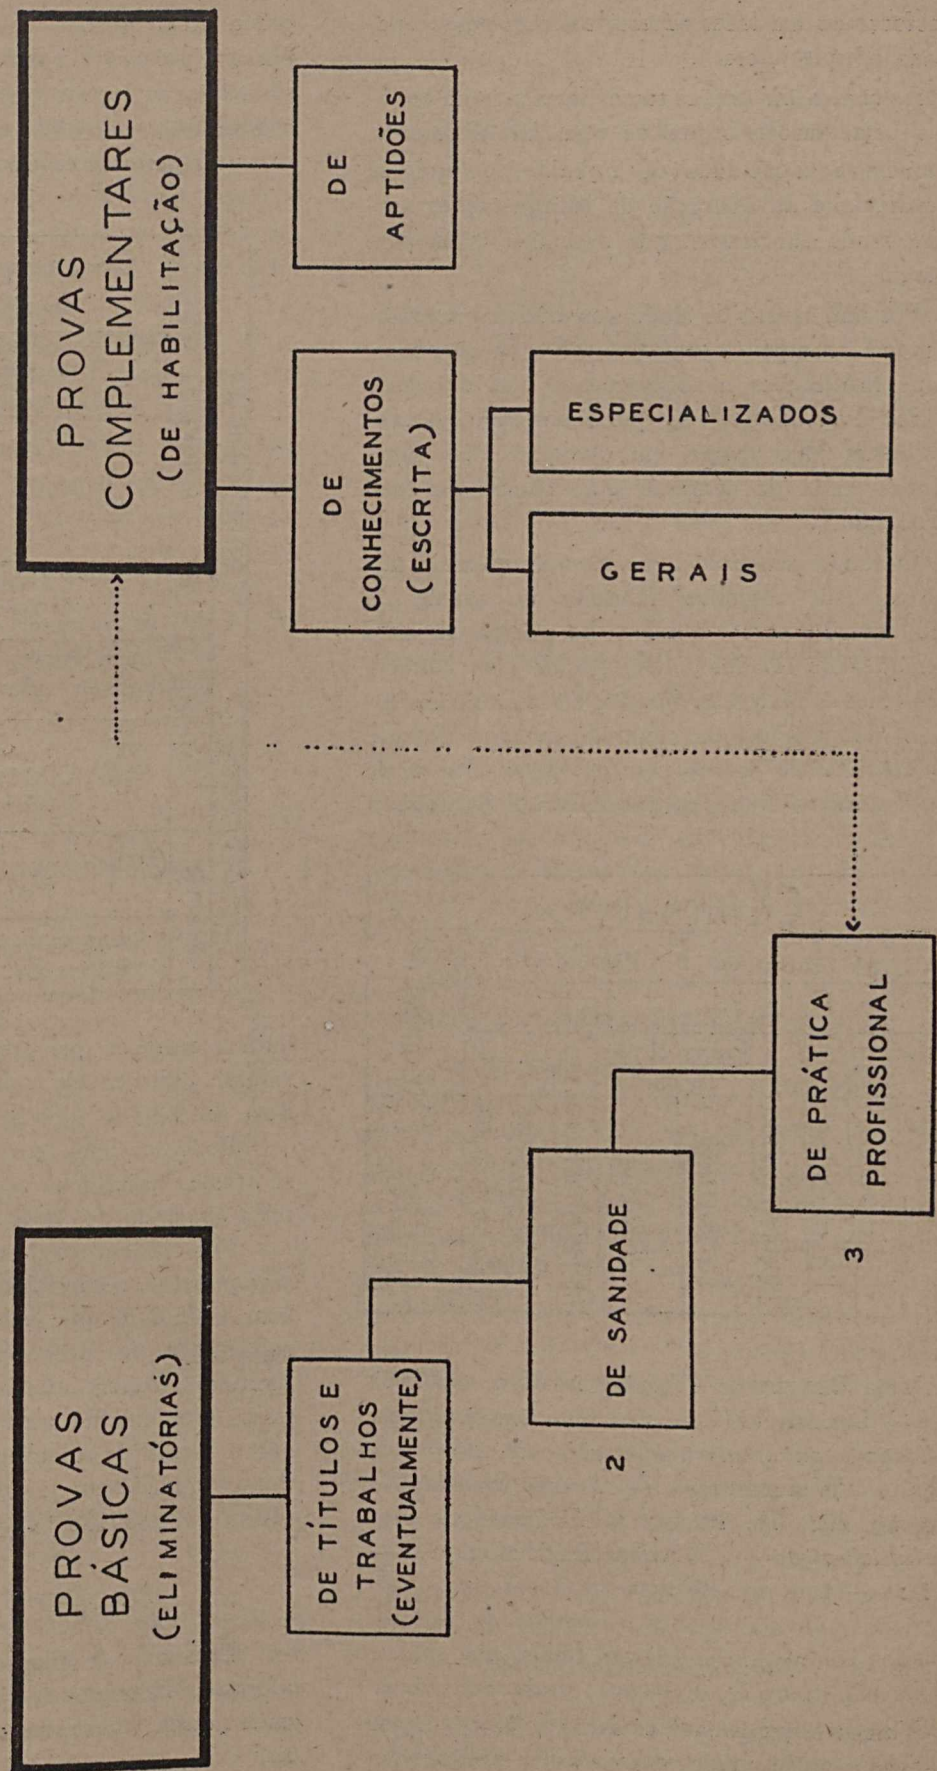 PROVAS
BÁSICAS
(ELIMINATÓRIAS)
DE TÍTULOS E
TRABALHOS
(EVENTUALMENTE)
2
DE SANIDADE
3
DE PRÁTICA
PROFISSIONAL
PROVAS
COMPLEMENTARES
(DE HABILITAÇÃO)
DE
CONHECIMENTOS
(ESCRITA)
GERAIS
ESPECIALIZADOS
DE
APTIDÕES